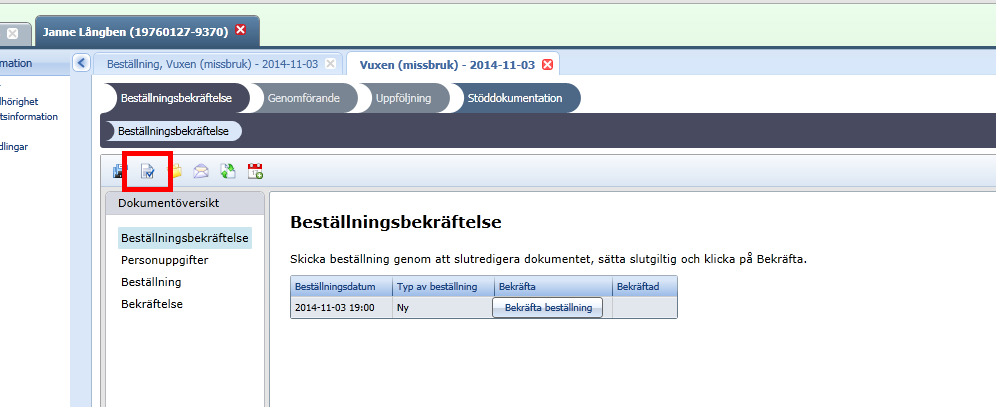 Janne Långben (19760127-9370)
mation
Beställning, Vuxen (missbruk) - 2014-11-03
Vuxen (missbruk) - 2014-11-03
lhörighet
tsinformation
dlingar
Beställningsbekräftelse
Genomförande
Uppföljning
Stöddokumentation
Beställningsbekräftelse
Dokumentöversikt
Beställningsbekräftelse
Personuppgifter
Beställning
Bekräftelse
Beställningsbekräftelse
Skicka beställning genom att slutredigera dokumentet, sätta slutgiltig och klicka på Bekräfta.
Beställningsdatum Typ av beställning Bekräfta Bekräftad
2014-11-03 19:00 Ny Bekräfta beställning